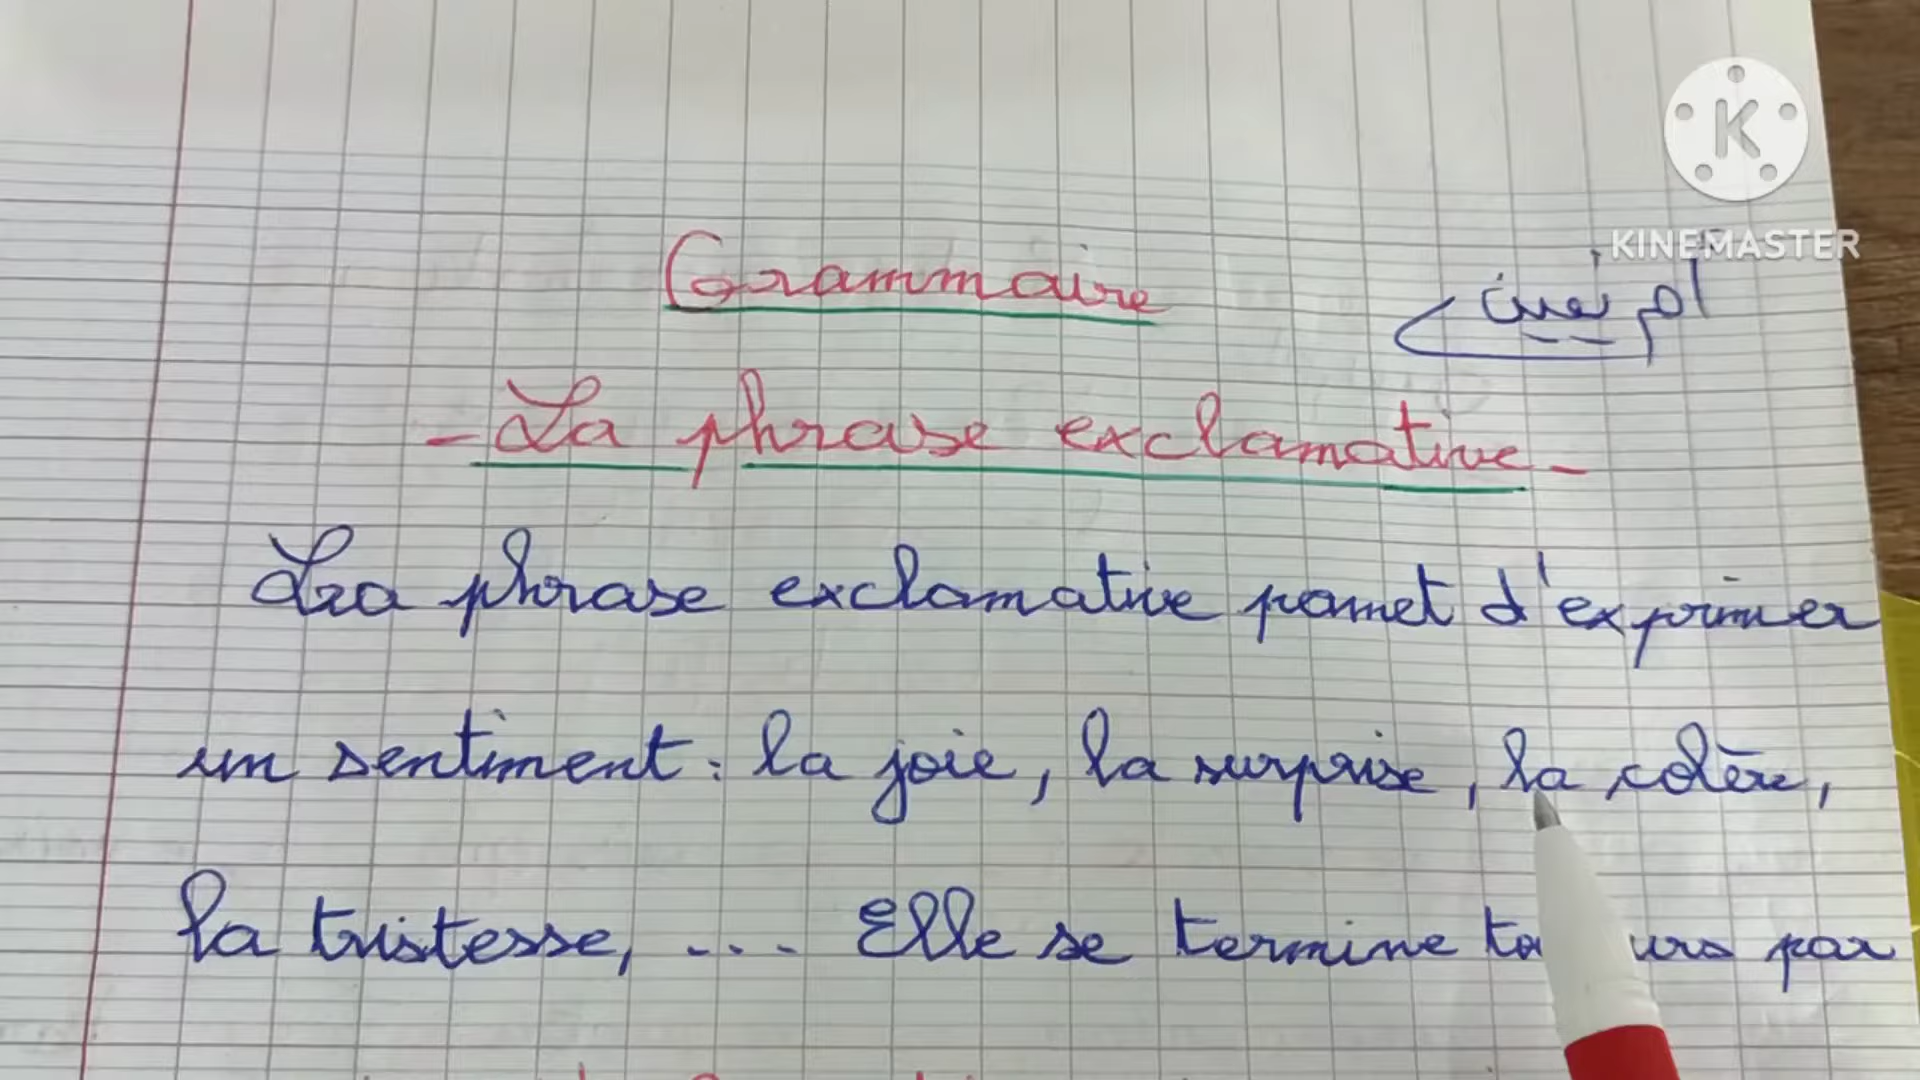 KINEMASTER
Grammaire
أم نعيت
- La phrase exclamative -
La phrase exclamative permet d'exprimer
un sentiment : la joie, la surprise, la colère,
la tristesse, ... Elle se termine par